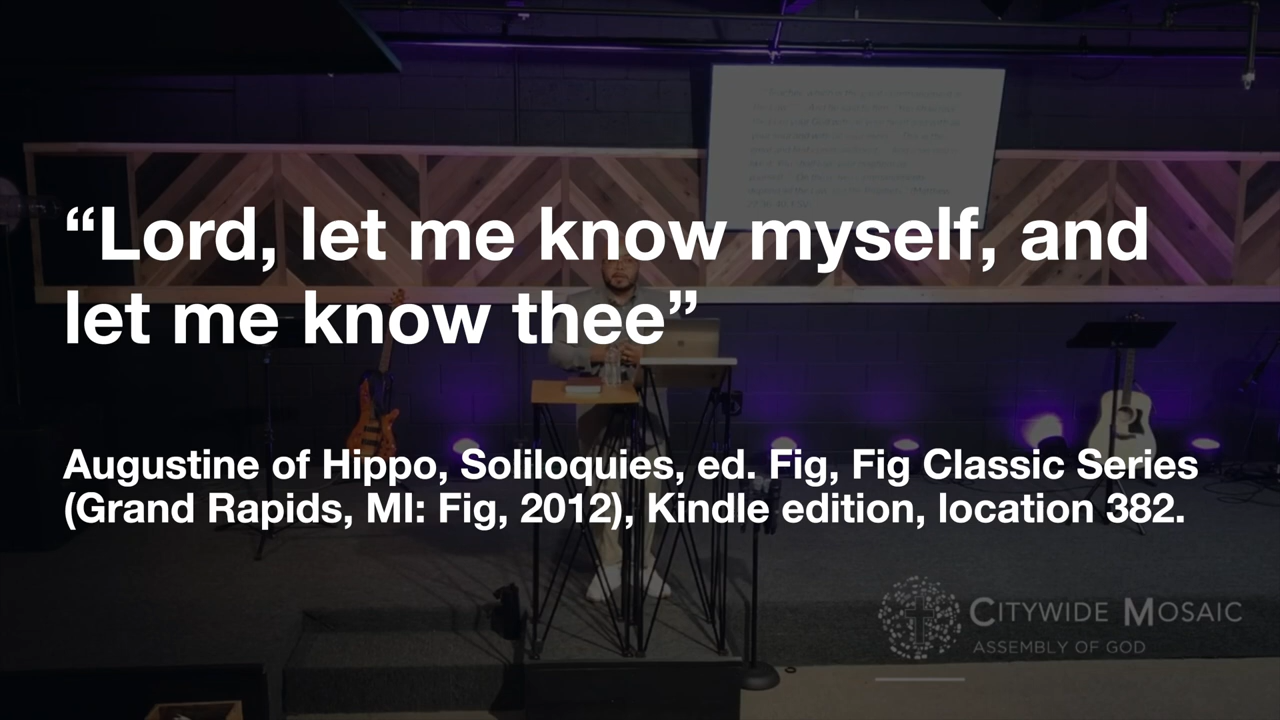 “Lord, let me know myself, and
let me know thee”
Augustine of Hippo, Soliloquies, ed. Fig, Fig Classic Series
(Grand Rapids, MI: Fig, 2012), Kindle edition, location 382.
CITYWIDE MOSAIC
ASSEMBLY OF GOD